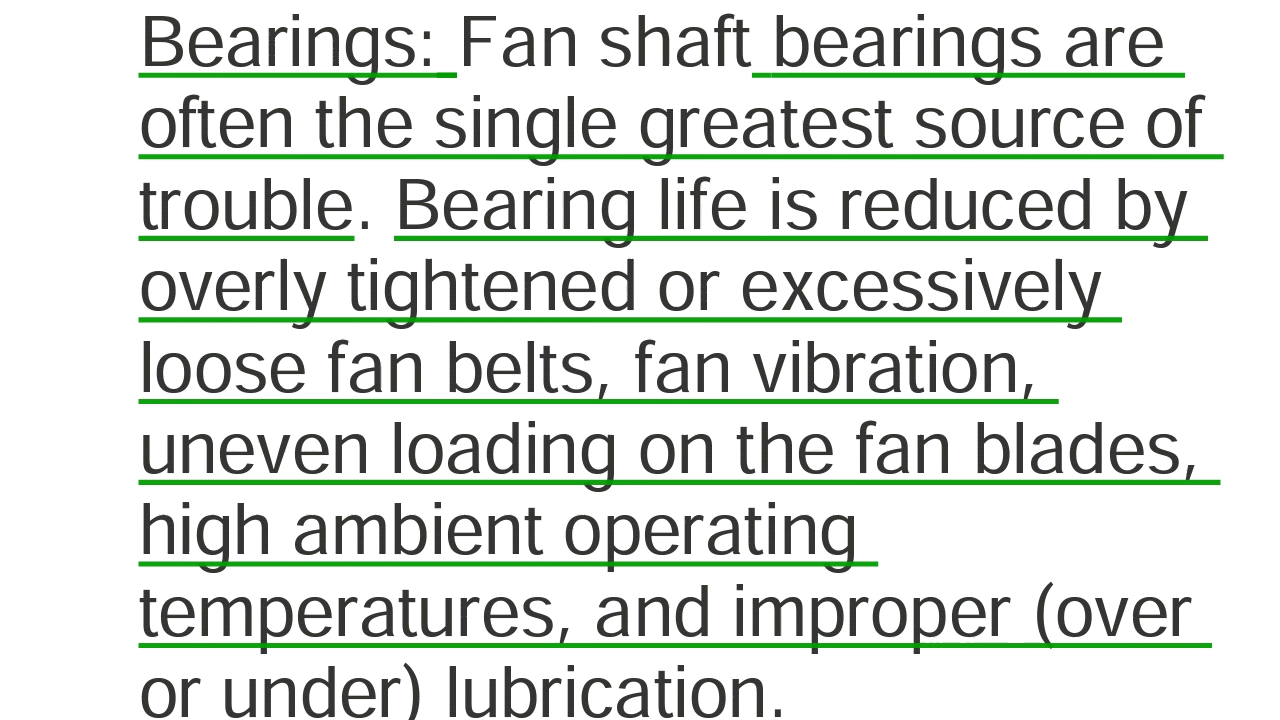 Bearings: Fan shaft bearings are
often the single greatest source of
trouble. Bearing life is reduced by
overly tightened or excessively
loose fan belts, fan vibration,
uneven loading on the fan blades,
high ambient operating
temperatures, and improper (over
or under) lubrication.